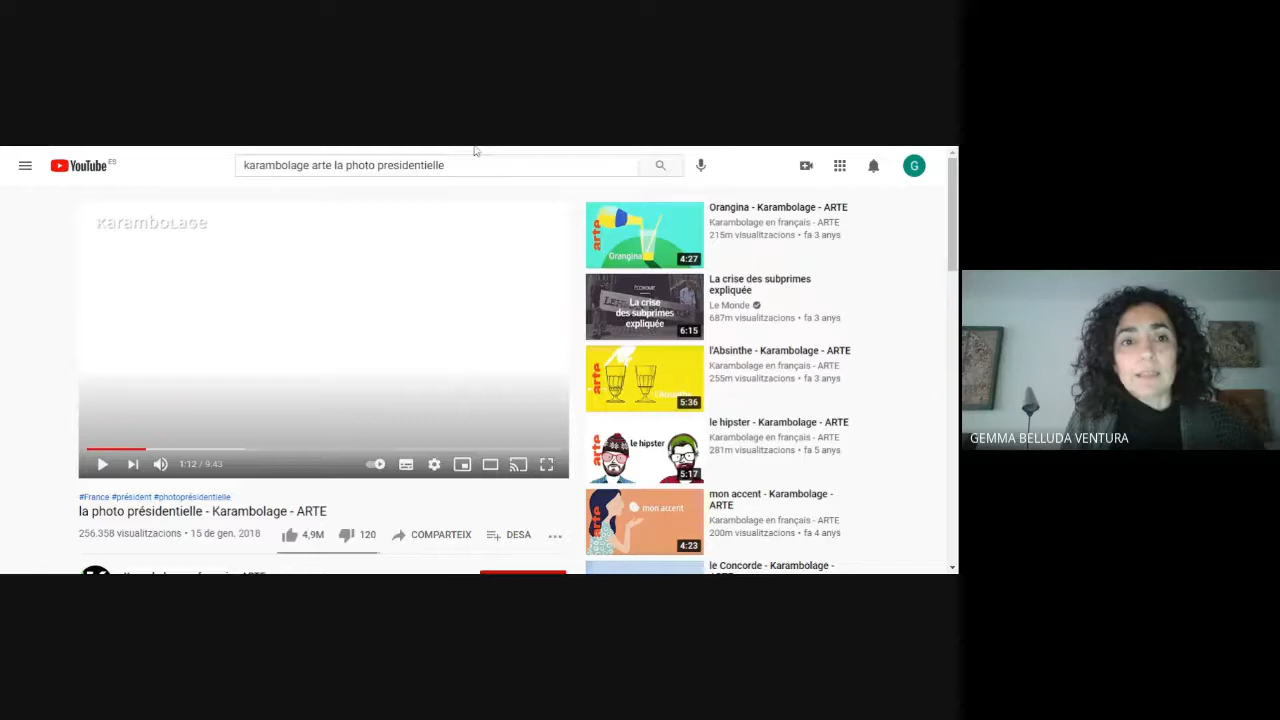 YouTube ES
karambolage arte la photo presidentielle
G
Karambolage
1:12 / 9:43
#France #président #photoprésidentielle
la photo présidentielle - Karambolage - ARTE
256.358 visualitzacions • 15 de gen. 2018
4,9M
120
COMPARTEIX
DESA
arte
Orangina
4:27
Orangina - Karambolage - ARTE
Karambolage en français - ARTE
215m visualitzacions • fa 3 anys
ÉCONOMIE
La crise
des subprimes
expliquée
6:15
La crise des subprimes
expliquée
Le Monde
687m visualitzacions • fa 3 anys
arte
5:36
l'Absinthe - Karambolage - ARTE
Karambolage en français - ARTE
255m visualitzacions • fa 3 anys
arte
le hipster
5:17
le hipster - Karambolage - ARTE
Karambolage en français - ARTE
281m visualitzacions • fa 5 anys
arte
mon accent
4:23
mon accent - Karambolage -
ARTE
Karambolage en français - ARTE
200m visualitzacions • fa 4 anys
le Concorde - Karambolage -
GEMMA BELLUDA VENTURA